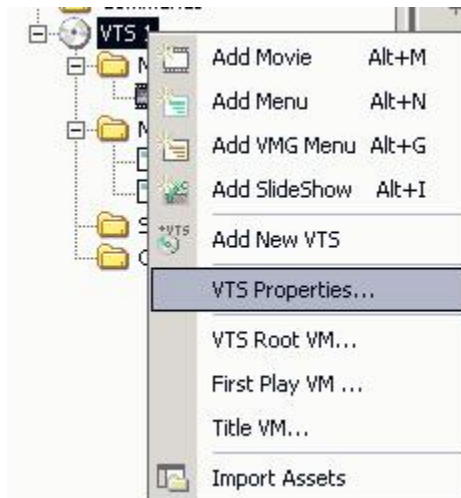 VTS
Add Movie Alt+M
Add Menu Alt+N
Add VMG Menu Alt+G
Add SlideShow Alt+I
+VTS
Add New VTS
VTS Properties...
VTS Root VM...
First Play VM ...
Title VM...
Import Assets